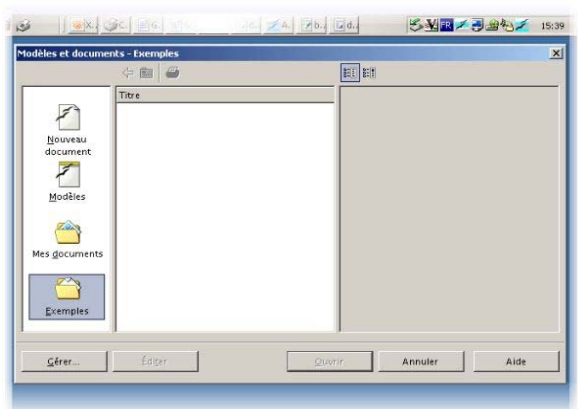 X... C... G... A... b... d... FR 15:39
Modèles et documents - Exemples
Titre
Nouveau
document
Modèles
Mes documents
Exemples
Gérer... Éditer Ouvrir Annuler Aide